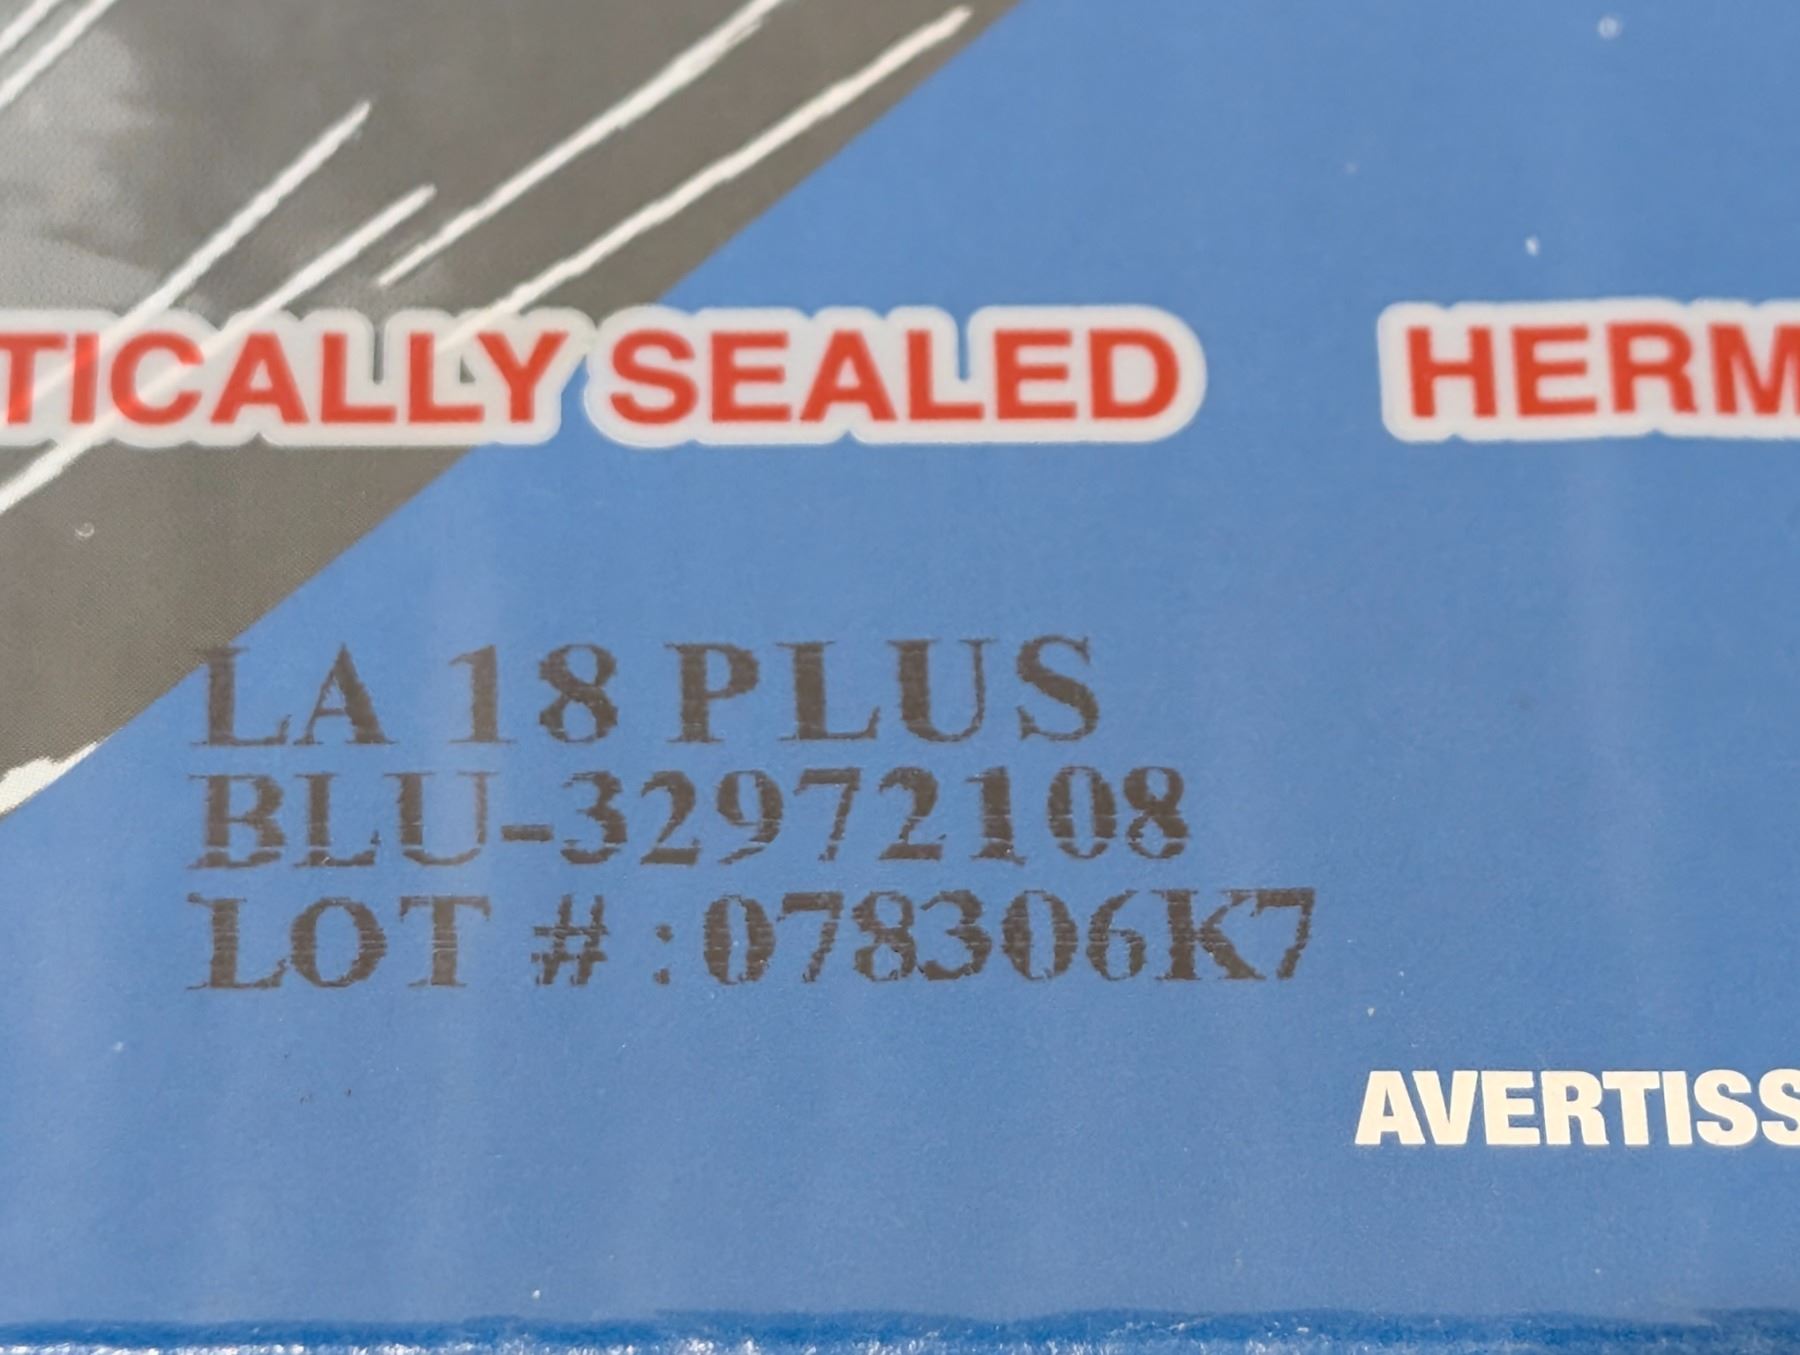 TICALLY SEALED HERM
LA 18 PLUS
BLU-32972108
LOT #:078306K7
AVERTISS